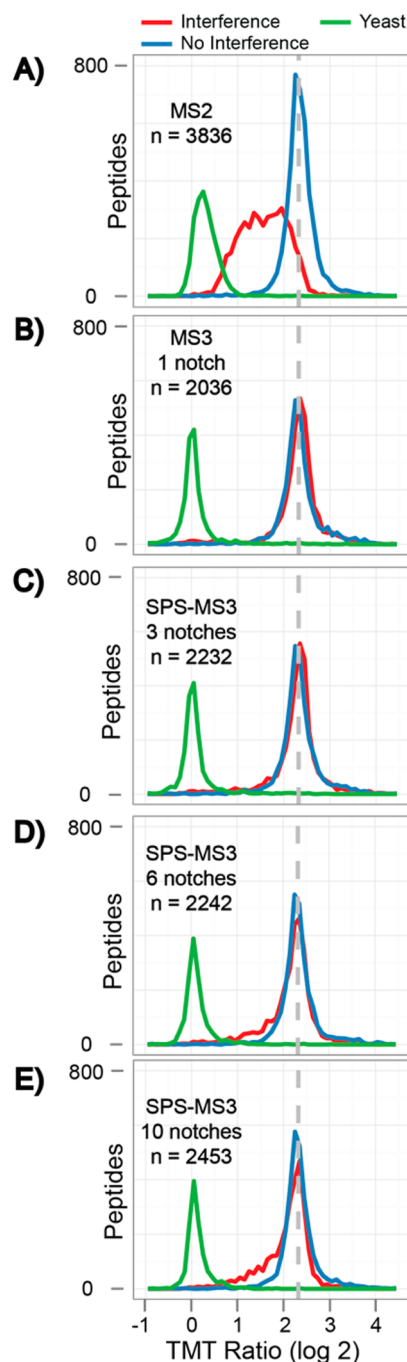 Interference Yeast
No Interference
A)
800
MS2
n = 3836
Peptides
0
B)
800
MS3
1 notch
n = 2036
Peptides
0
C)
800
SPS-MS3
3 notches
n = 2232
Peptides
0
D)
800
SPS-MS3
6 notches
n = 2242
Peptides
0
E)
800
SPS-MS3
10 notches
n = 2453
Peptides
0
-1 0 1 2 3 4
TMT Ratio (log 2)